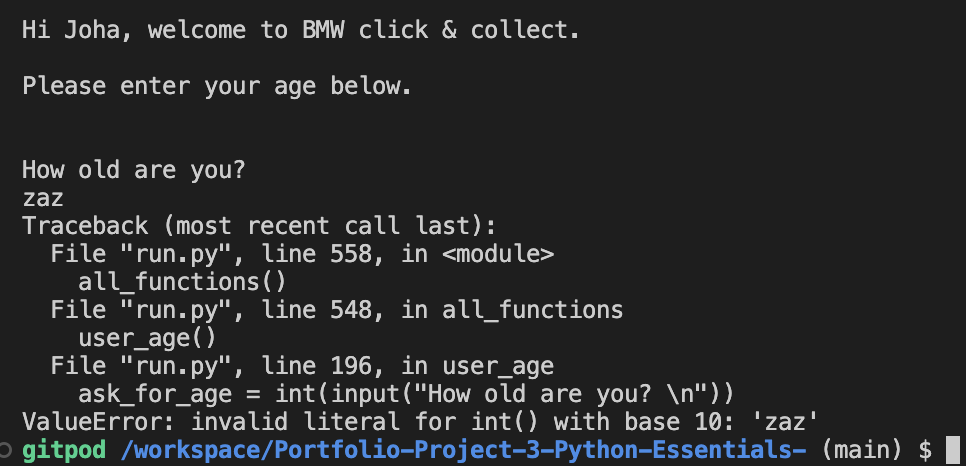 Hi Joha, welcome to BMW click & collect.
Please enter your age below.
How old are you?
zaz
Traceback (most recent call last):
  File "run.py", line 558, in <module>
    all_functions()
  File "run.py", line 548, in all_functions
    user_age()
  File "run.py", line 196, in user_age
    ask_for_age = int(input("How old are you? \n"))
ValueError: invalid literal for int() with base 10: 'zaz'
gitpod /workspace/Portfolio-Project-3-Python-Essentials- (main) $